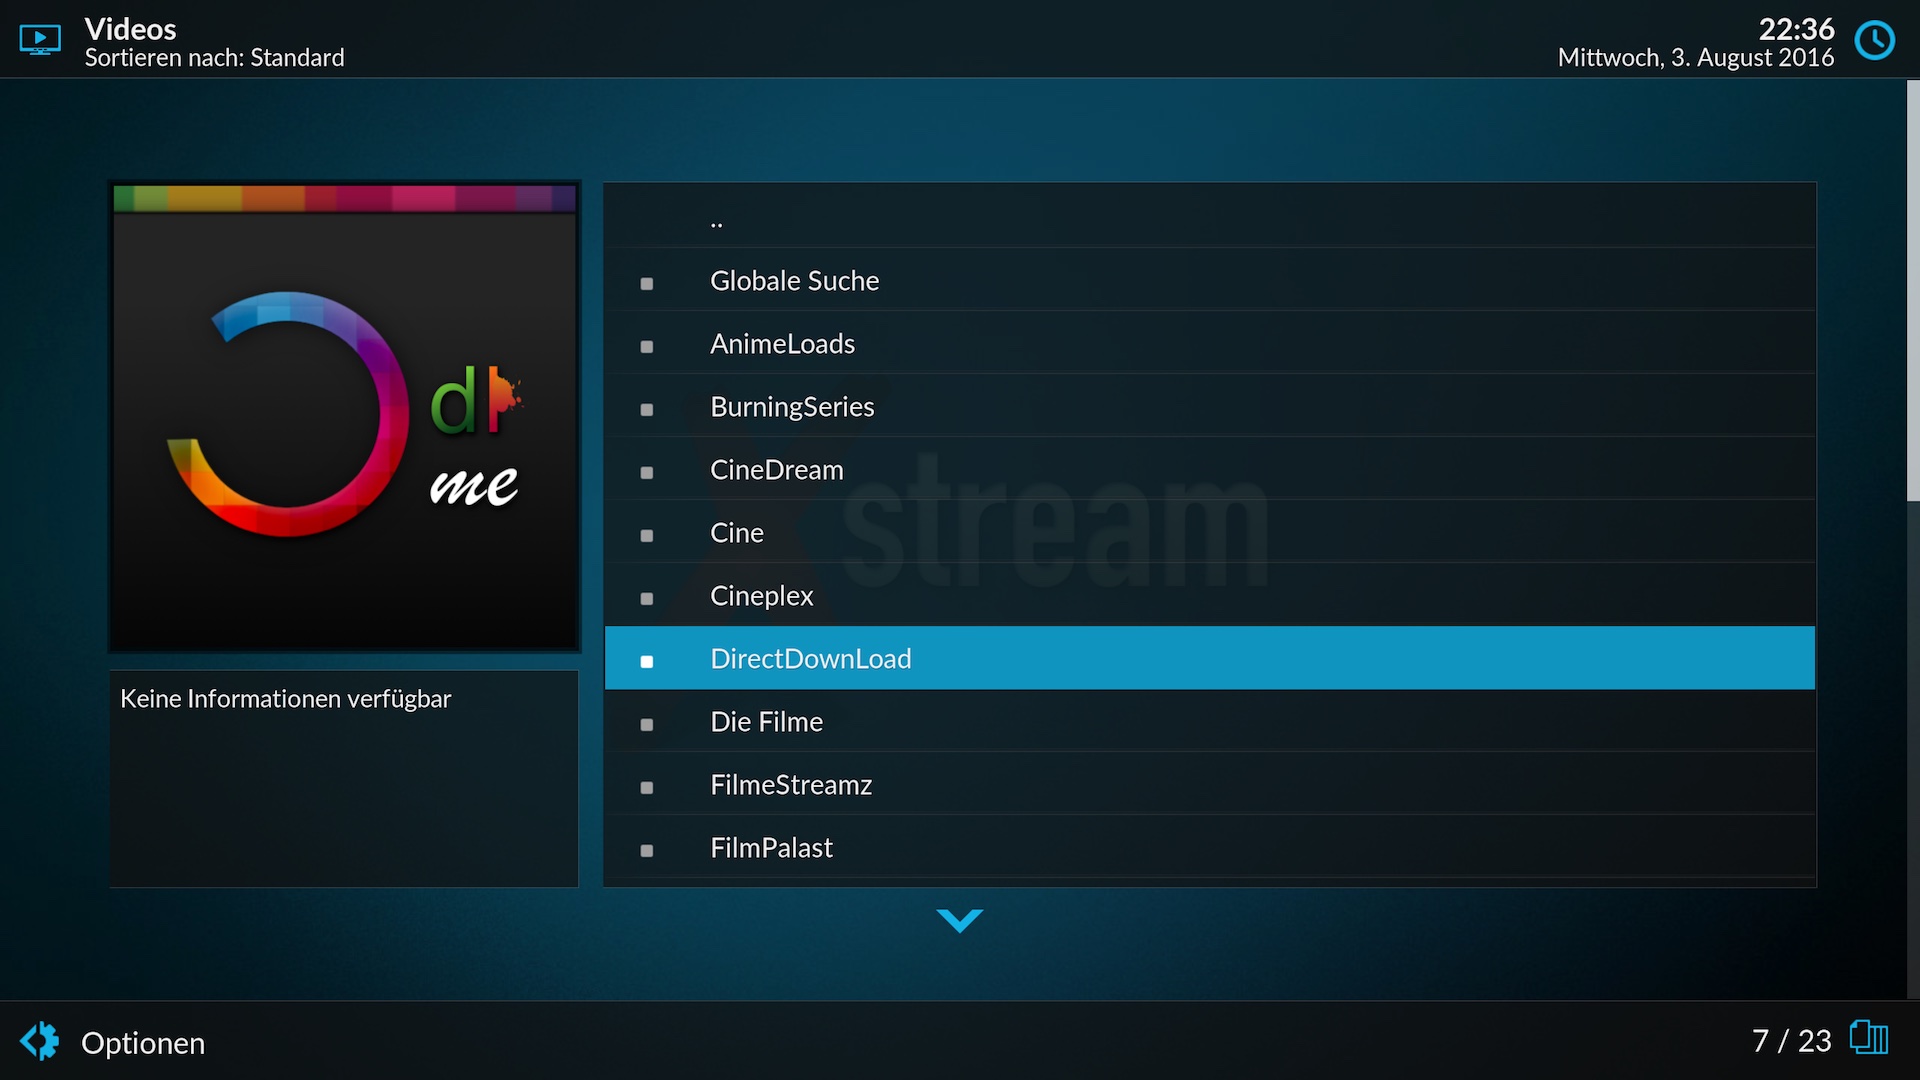 Videos
Sortieren nach: Standard
22:36
Mittwoch, 3. August 2016
me
Keine Informationen verfügbar
..
Globale Suche
AnimeLoads
BurningSeries
CineDream
Cine
Cineplex
DirectDownLoad
Die Filme
FilmeStreamz
FilmPalast
Xstream
Optionen
7 / 23